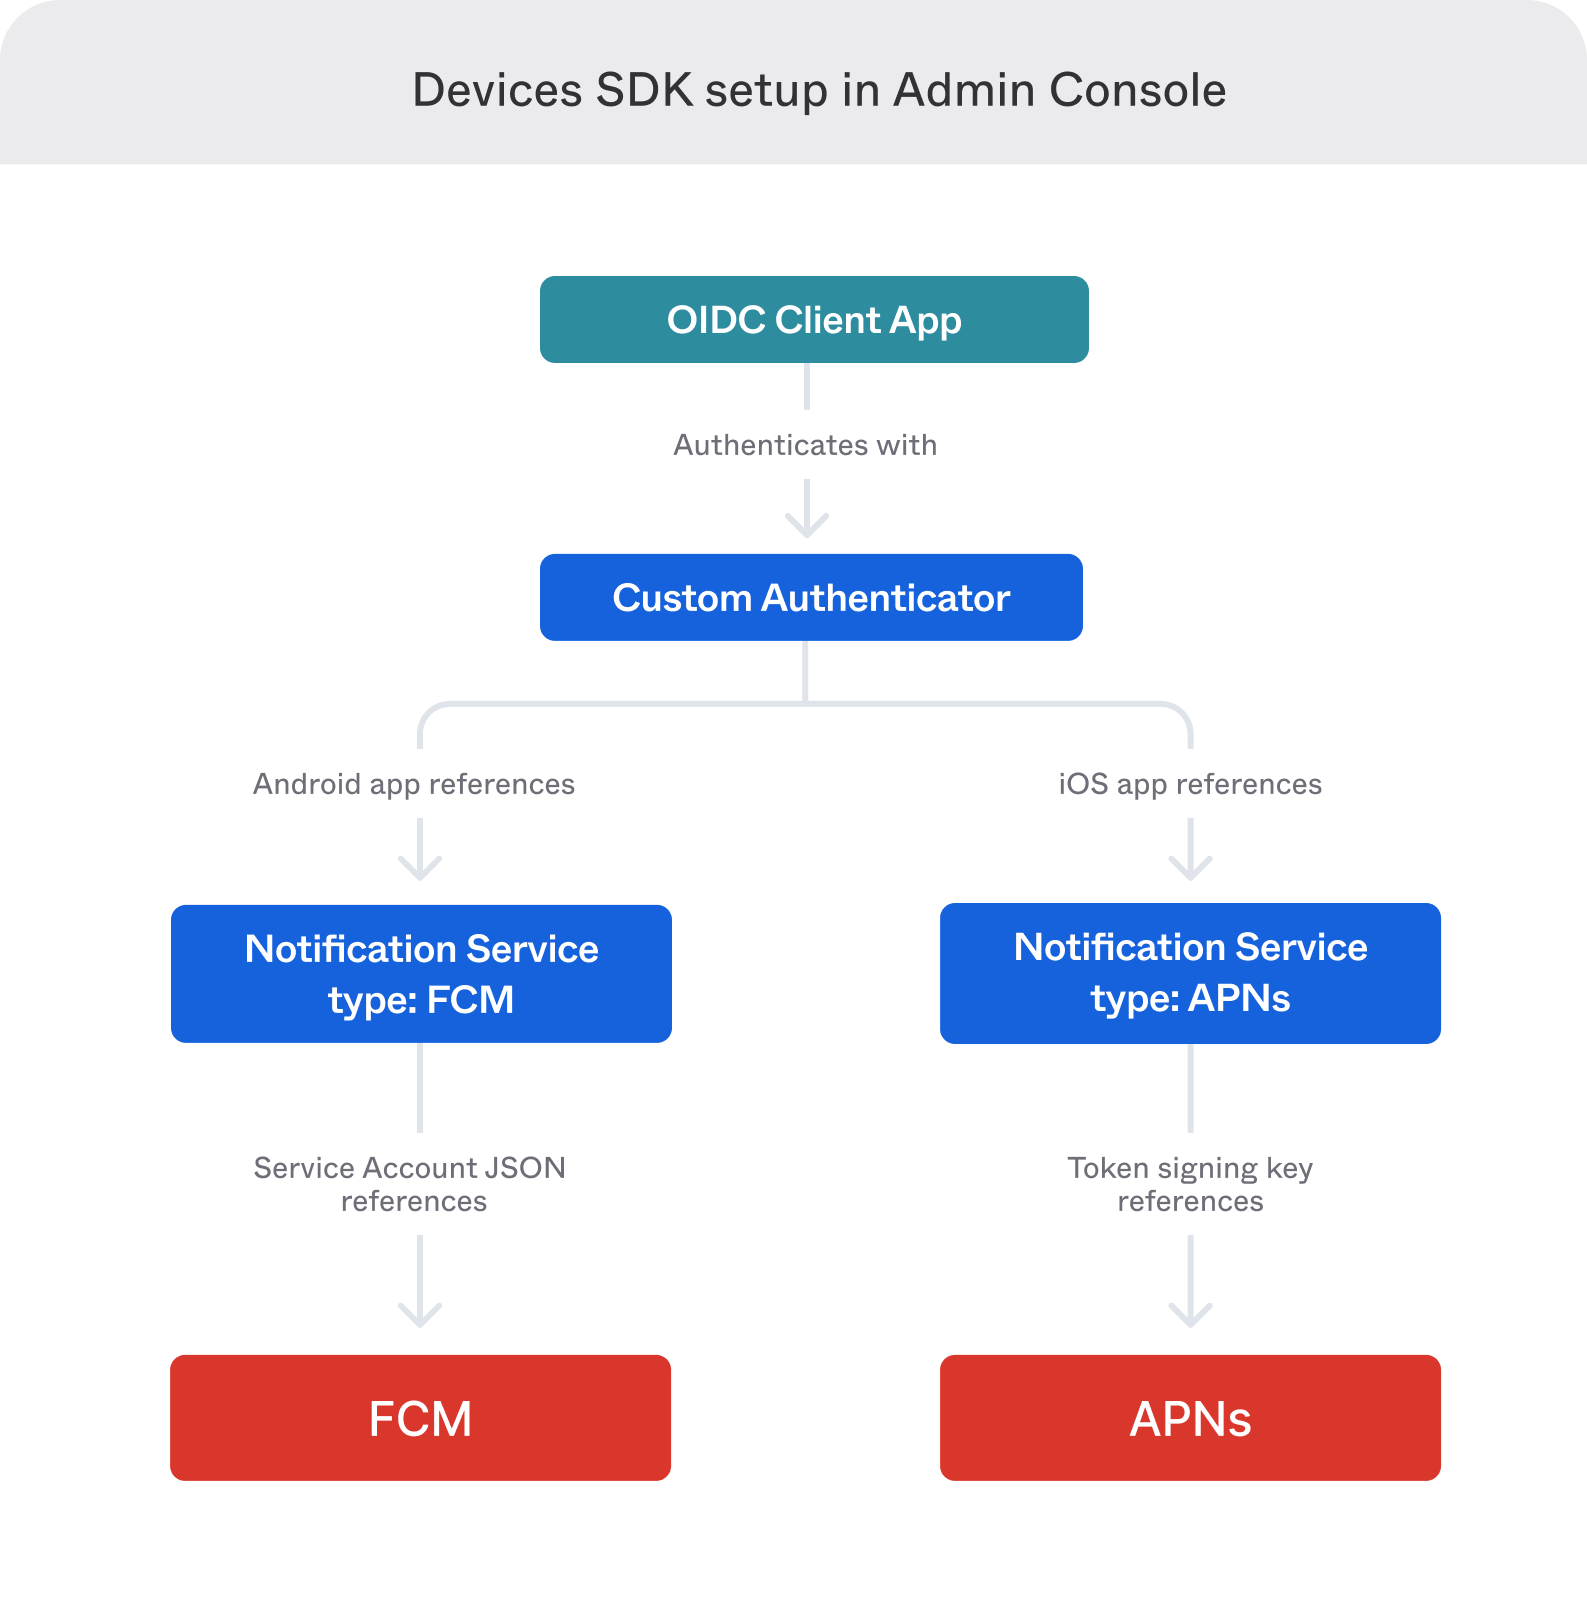 Devices SDK setup in Admin Console
OIDC Client App
Authenticates with
Custom Authenticator
Android app references
iOS app references
Notification Service
type: FCM
Notification Service
type: APNs
Service Account JSON
references
Token signing key
references
FCM
APNs